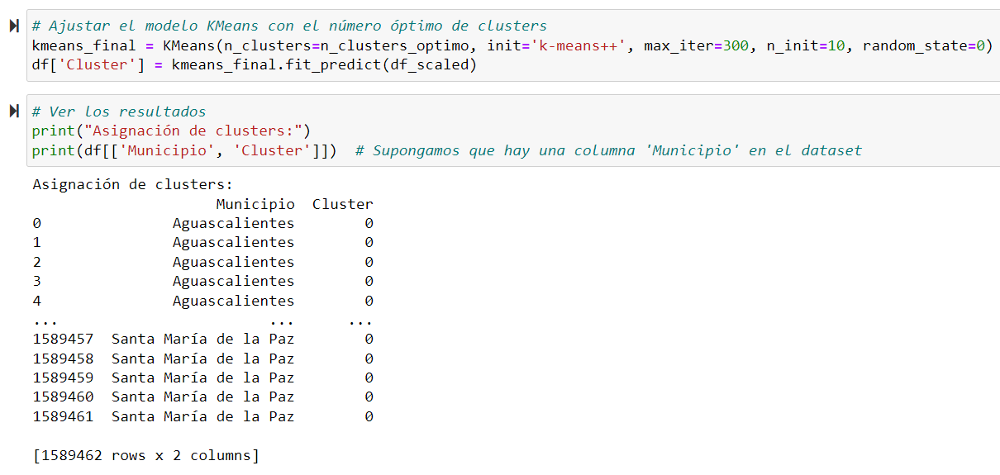 # Ajustar el modelo KMeans con el número óptimo de clusters
kmeans_final = KMeans(n_clusters=n_clusters_optimo, init='k-means++', max_iter=300, n_init=10, random_state=0)
df['Cluster'] = kmeans_final.fit_predict(df_scaled)
# Ver los resultados
print("Asignación de clusters:")
print(df[['Municipio', 'Cluster']])  # Supongamos que hay una columna 'Municipio' en el dataset
Asignación de clusters:
                     Municipio  Cluster
0               Aguascalientes        0
1               Aguascalientes        0
2               Aguascalientes        0
3               Aguascalientes        0
4               Aguascalientes        0
...                        ...      ...
1589457  Santa María de la Paz        0
1589458  Santa María de la Paz        0
1589459  Santa María de la Paz        0
1589460  Santa María de la Paz        0
1589461  Santa María de la Paz        0
[1589462 rows x 2 columns]